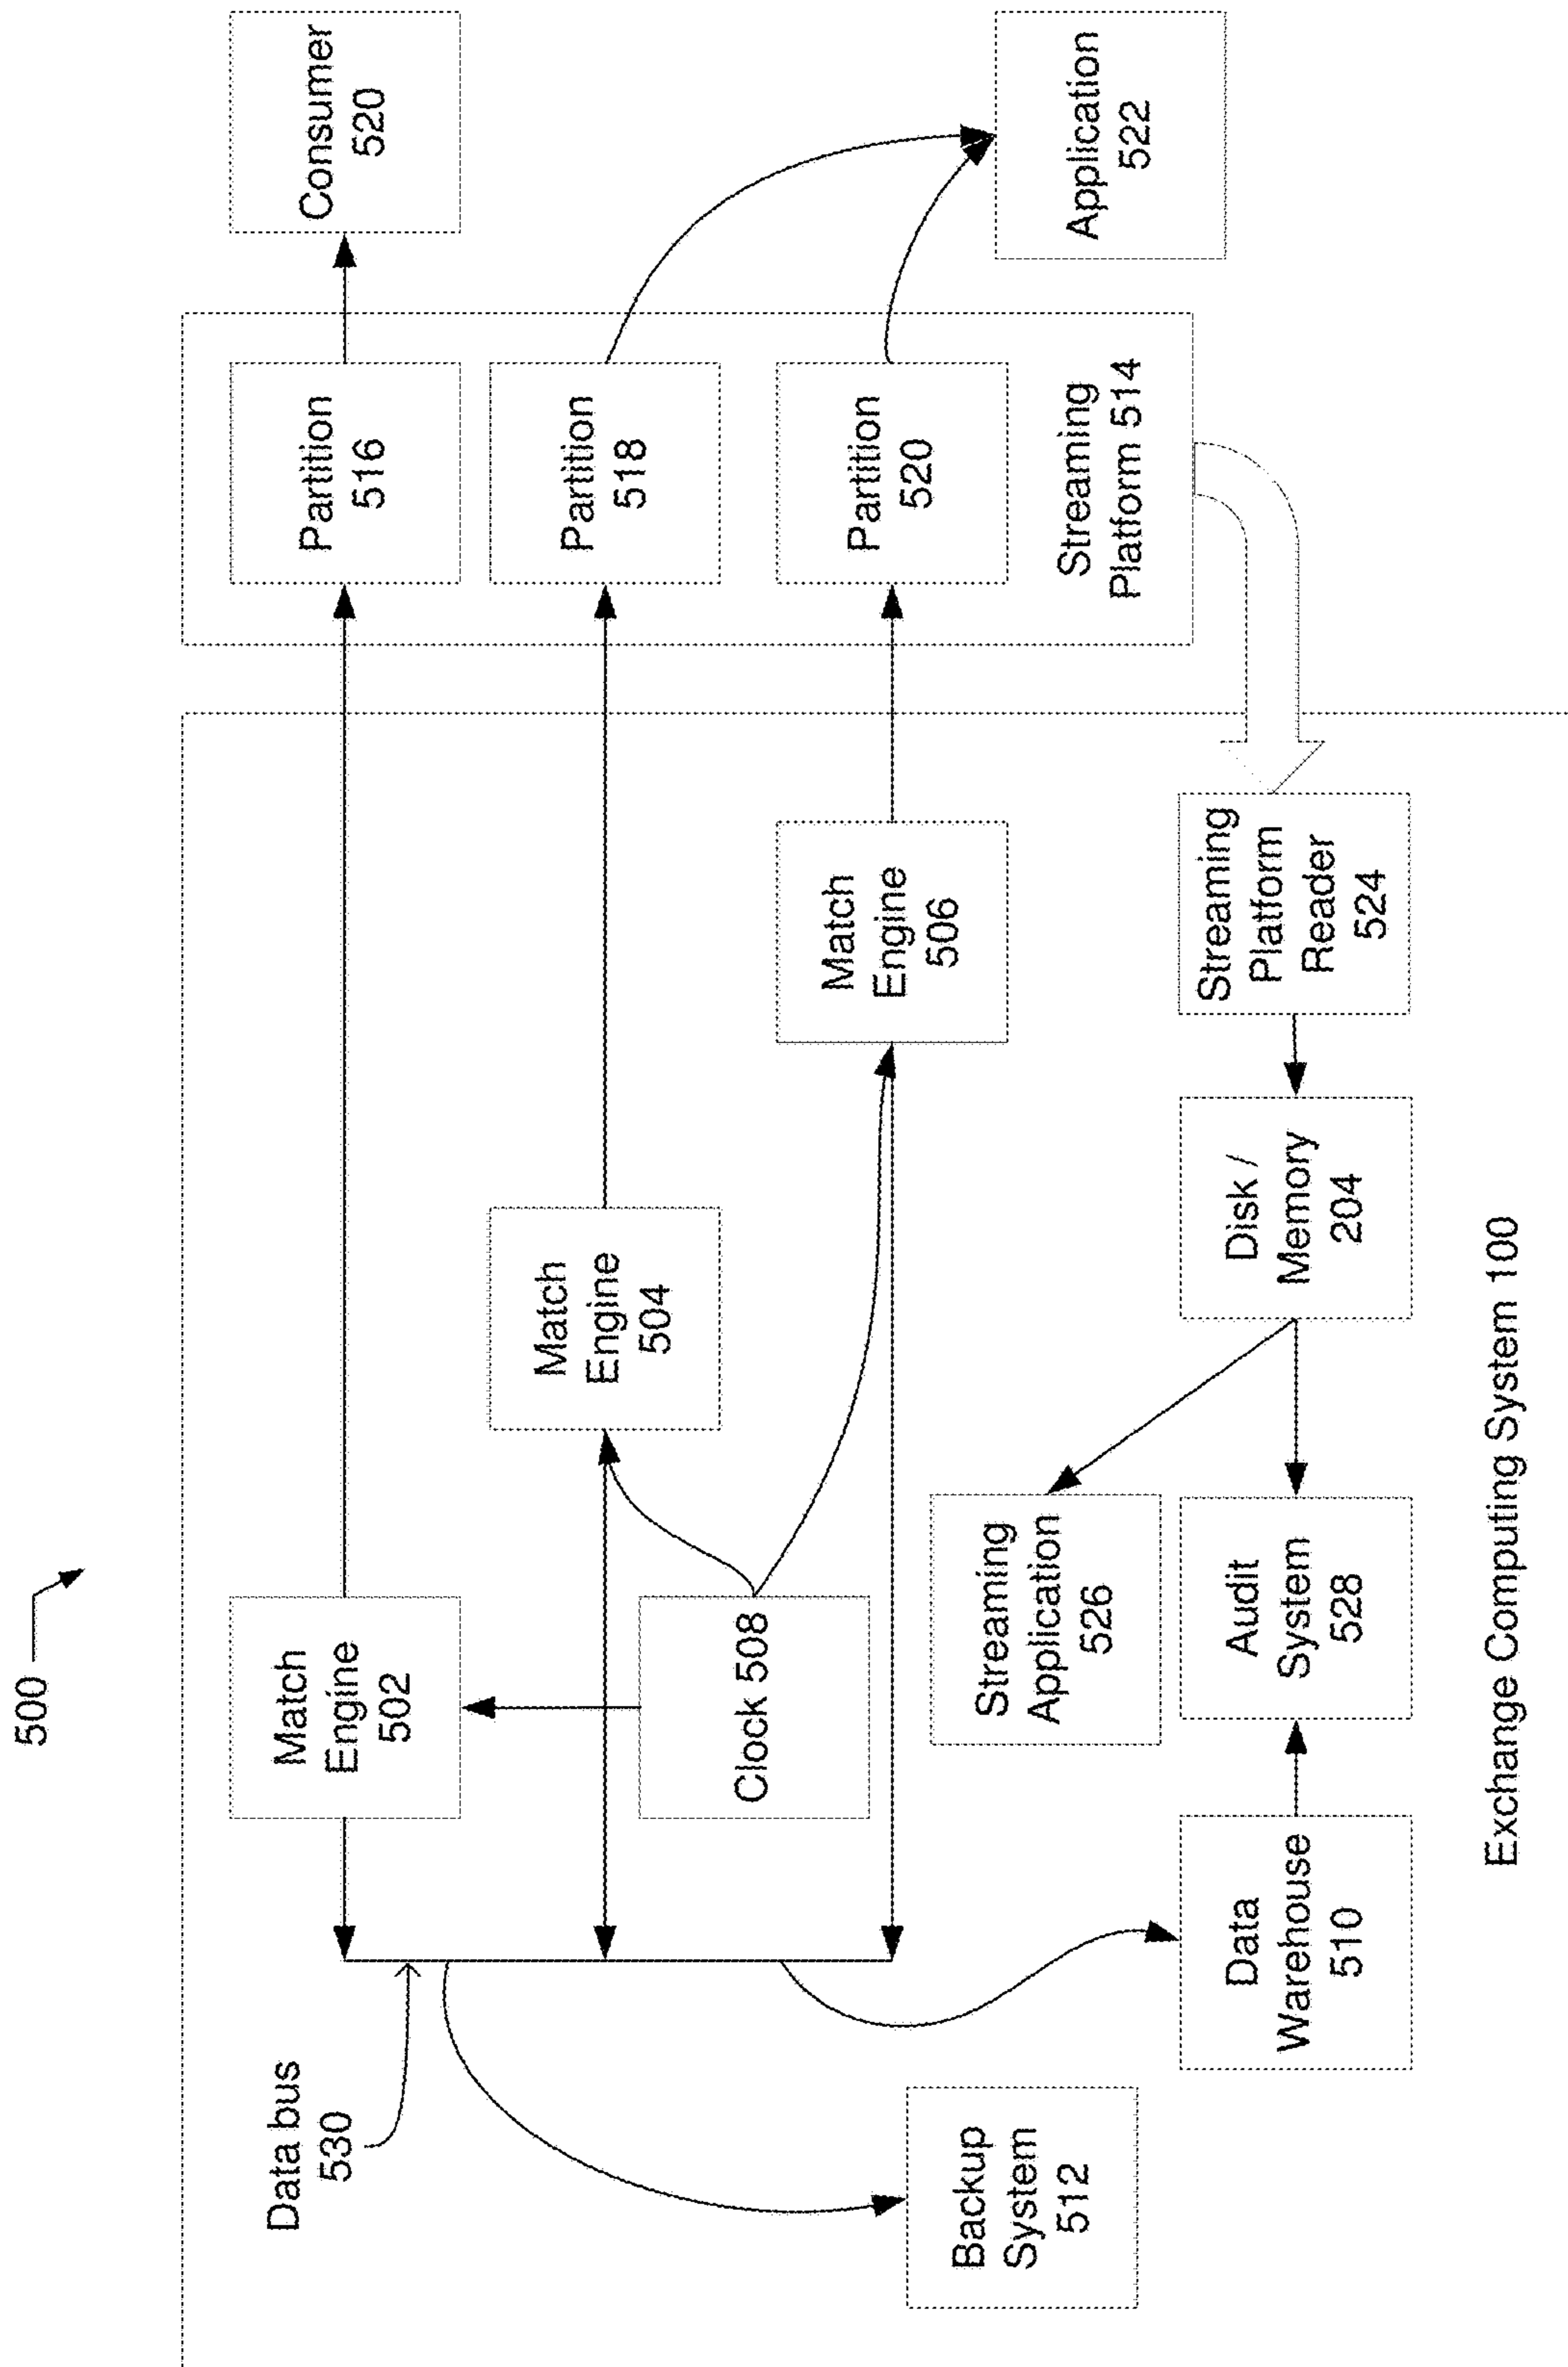 500
Data bus
530
Match
Engine
502
Partition
516
Consumer
520
Match
Engine
504
Partition
518
Clock 508
Match
Engine
506
Partition
520
Backup
System
512
Streaming
Application
526
Streaming
Platform 514
Application
522
Data
Warehouse
510
Audit
System
528
Disk /
Memory
204
Streaming
Platform
Reader
524
Exchange Computing System 100